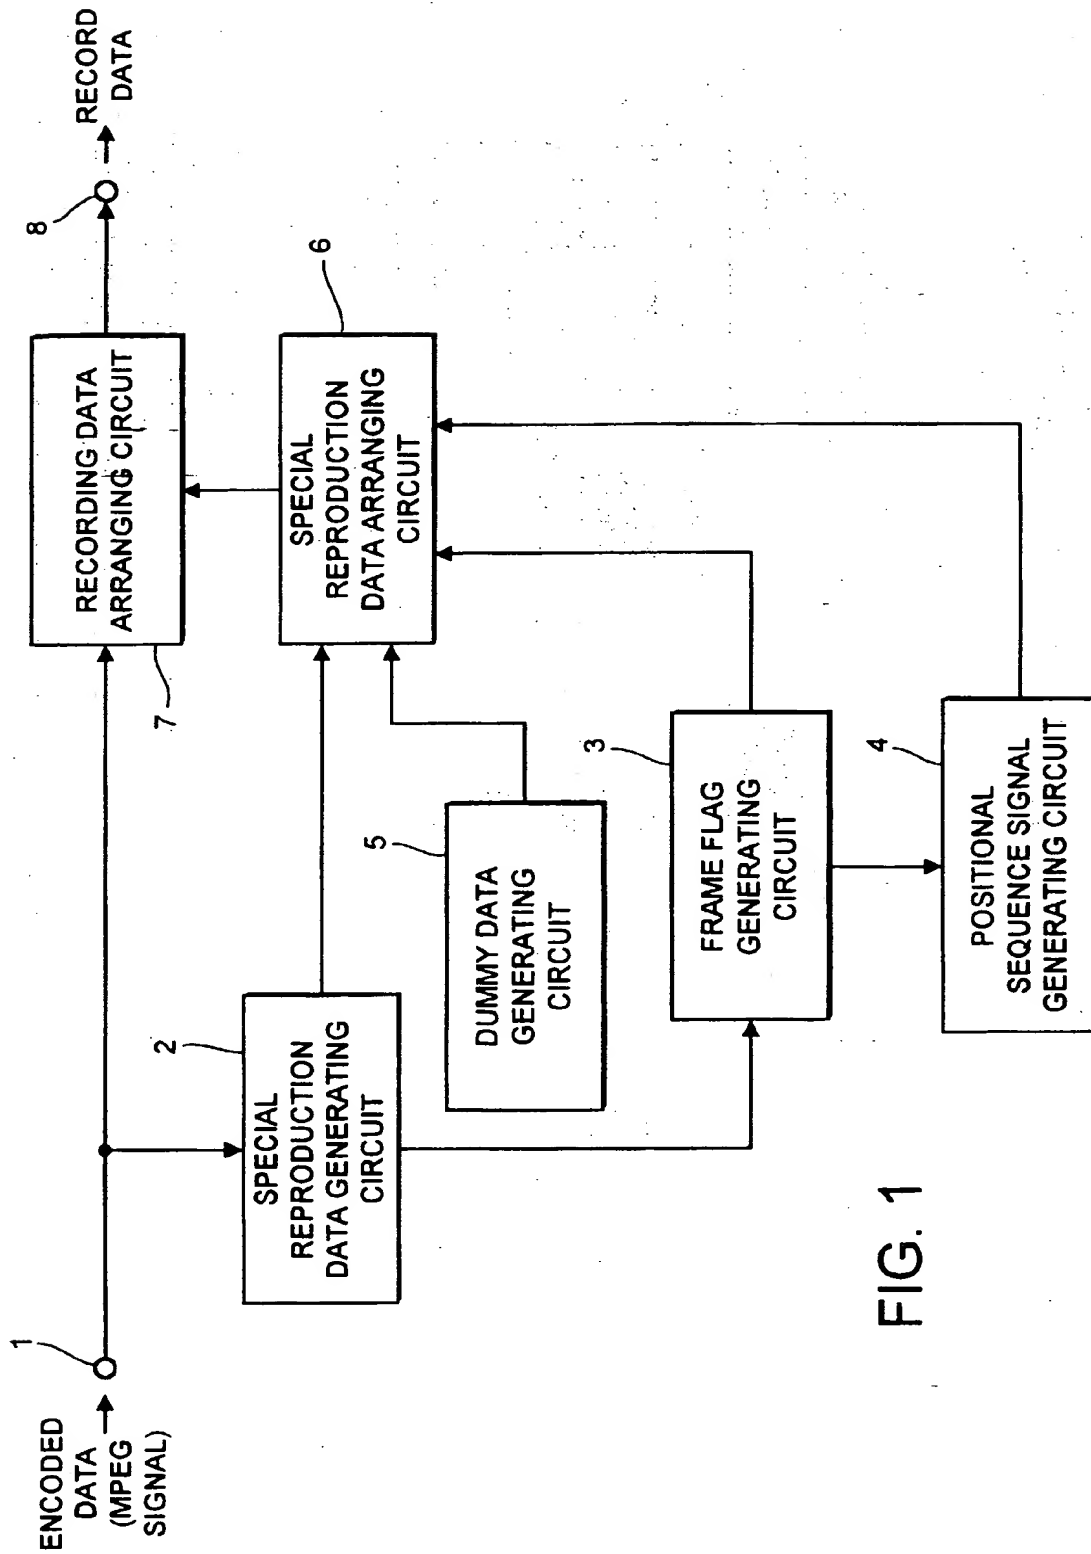 ENCODED
DATA
(MPEG
SIGNAL)
1
RECORDING DATA
ARRANGING CIRCUIT
7
8
RECORD
DATA
2
SPECIAL
REPRODUCTION
DATA GENERATING
CIRCUIT
6
SPECIAL
REPRODUCTION
DATA ARRANGING
CIRCUIT
5
DUMMY DATA
GENERATING
CIRCUIT
3
FRAME FLAG
GENERATING
CIRCUIT
4
POSITIONAL
SEQUENCE SIGNAL
GENERATING CIRCUIT
FIG. 1